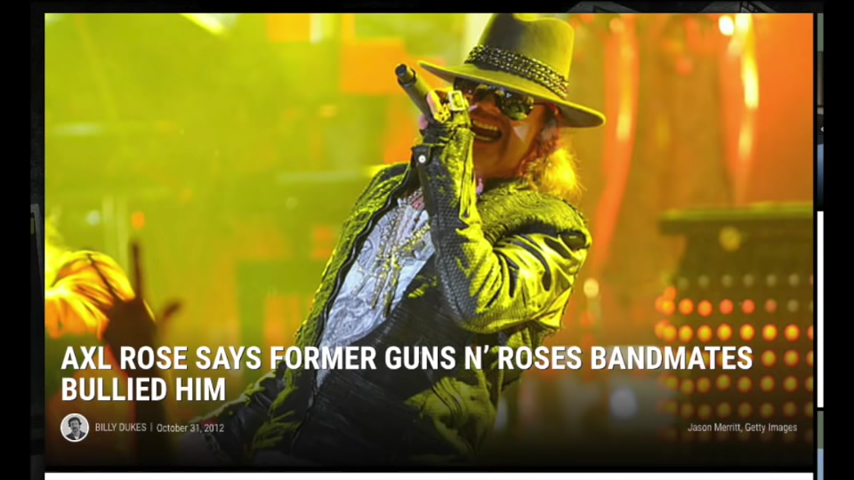 AXL ROSE SAYS FORMER GUNS N' ROSES BANDMATES
BULLIED HIM
BILLY DUKES | October 31, 2012
Jason Merritt, Getty Images